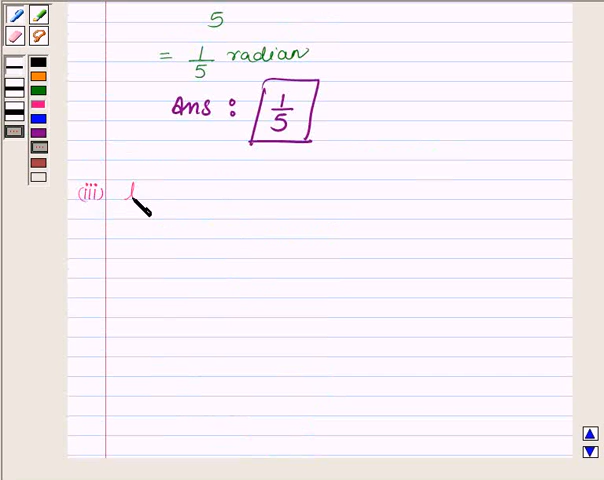 5
= 1/5 radian
Ans : 1/5
(iii) l